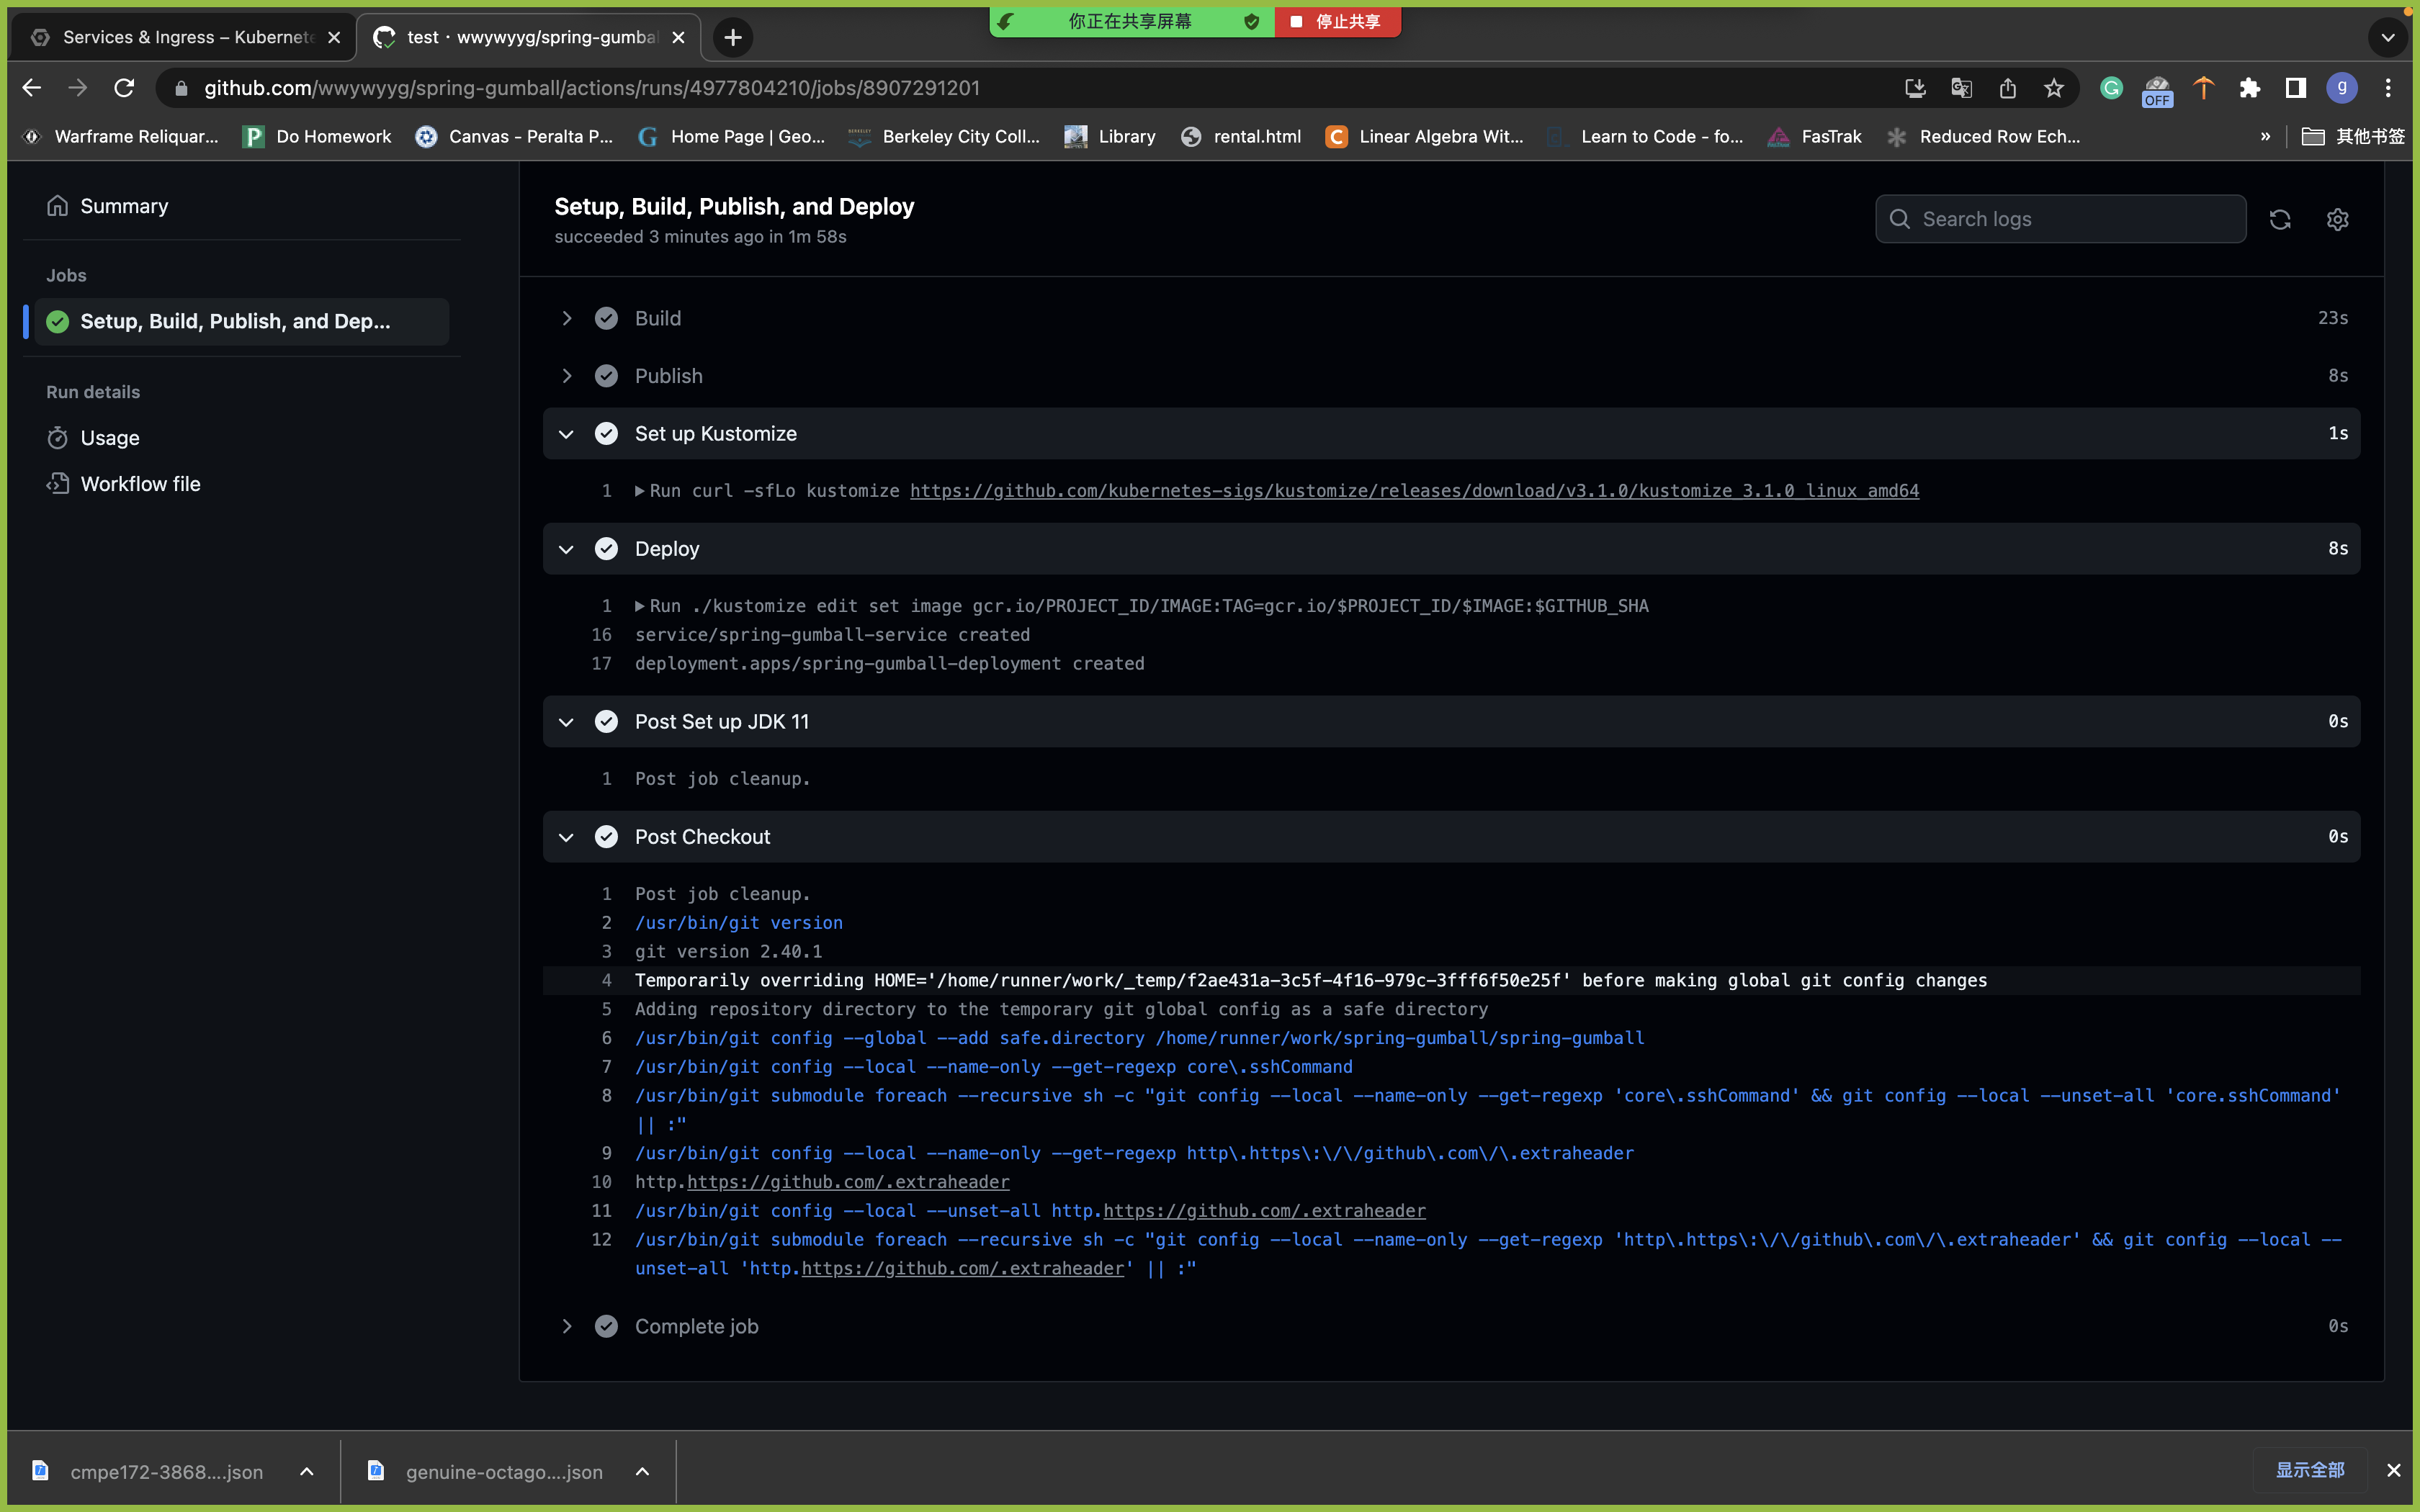 你正在共享屏幕
停止共享
Services & Ingress – Kubernete
test · wwywyyg/spring-gumbal
github.com/wwywyyg/spring-gumball/actions/runs/4977804210/jobs/8907291201
OFF
g
Warframe Reliquar...
Do Homework
Canvas - Peralta P...
Home Page | Geo...
Berkeley City Coll...
Library
rental.html
Linear Algebra Wit...
Learn to Code - fo...
FasTrak
Reduced Row Ech...
»
其他书签
Summary
Jobs
Setup, Build, Publish, and Dep...
Run details
Usage
Workflow file
Setup, Build, Publish, and Deploy
succeeded 3 minutes ago in 1m 58s
Search logs
Build 23s
Publish 8s
Set up Kustomize 1s
1 Run curl -sfLo kustomize https://github.com/kubernetes-sigs/kustomize/releases/download/v3.1.0/kustomize_3.1.0_linux_amd64
Deploy 8s
1 Run ./kustomize edit set image gcr.io/PROJECT_ID/IMAGE:TAG=gcr.io/$PROJECT_ID/$IMAGE:$GITHUB_SHA
16 service/spring-gumball-service created
17 deployment.apps/spring-gumball-deployment created
Post Set up JDK 11 0s
1 Post job cleanup.
Post Checkout 0s
1 Post job cleanup.
2 /usr/bin/git version
3 git version 2.40.1
4 Temporarily overriding HOME='/home/runner/work/_temp/f2ae431a-3c5f-4f16-979c-3fff6f50e25f' before making global git config changes
5 Adding repository directory to the temporary git global config as a safe directory
6 /usr/bin/git config --global --add safe.directory /home/runner/work/spring-gumball/spring-gumball
7 /usr/bin/git config --local --name-only --get-regexp core\.sshCommand
8 /usr/bin/git submodule foreach --recursive sh -c "git config --local --name-only --get-regexp 'core\.sshCommand' && git config --local --unset-all 'core.sshCommand'
|| :"
9 /usr/bin/git config --local --name-only --get-regexp http\.https\:\/\/github\.com\/\.extraheader
10 http.https://github.com/.extraheader
11 /usr/bin/git config --local --unset-all http.https://github.com/.extraheader
12 /usr/bin/git submodule foreach --recursive sh -c "git config --local --name-only --get-regexp 'http\.https\:\/\/github\.com\/\.extraheader' && git config --local --
unset-all 'http.https://github.com/.extraheader' || :"
Complete job 0s
cmpe172-3868....json
genuine-octago....json
显示全部